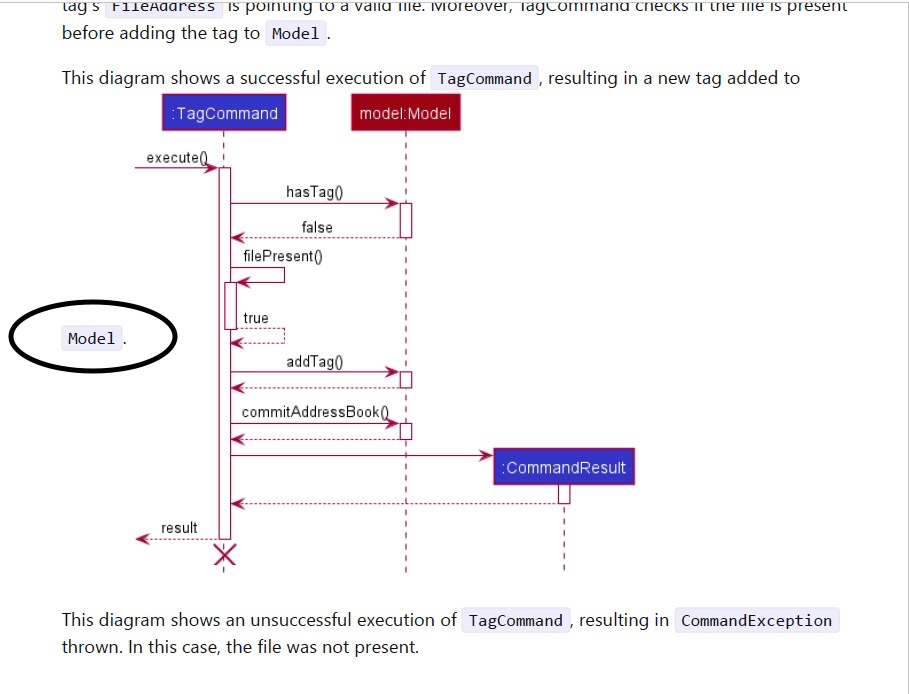 tag's FileAddress is pointing to a valid file. Moreover, TagCommand checks if the file is present
before adding the tag to Model.
This diagram shows a successful execution of TagCommand, resulting in a new tag added to
:TagCommand model:Model
execute()
hasTag()
false
filePresent()
true
Model.
addTag()
commitAddressBook()
:CommandResult
result
This diagram shows an unsuccessful execution of TagCommand, resulting in CommandException
thrown. In this case, the file was not present.